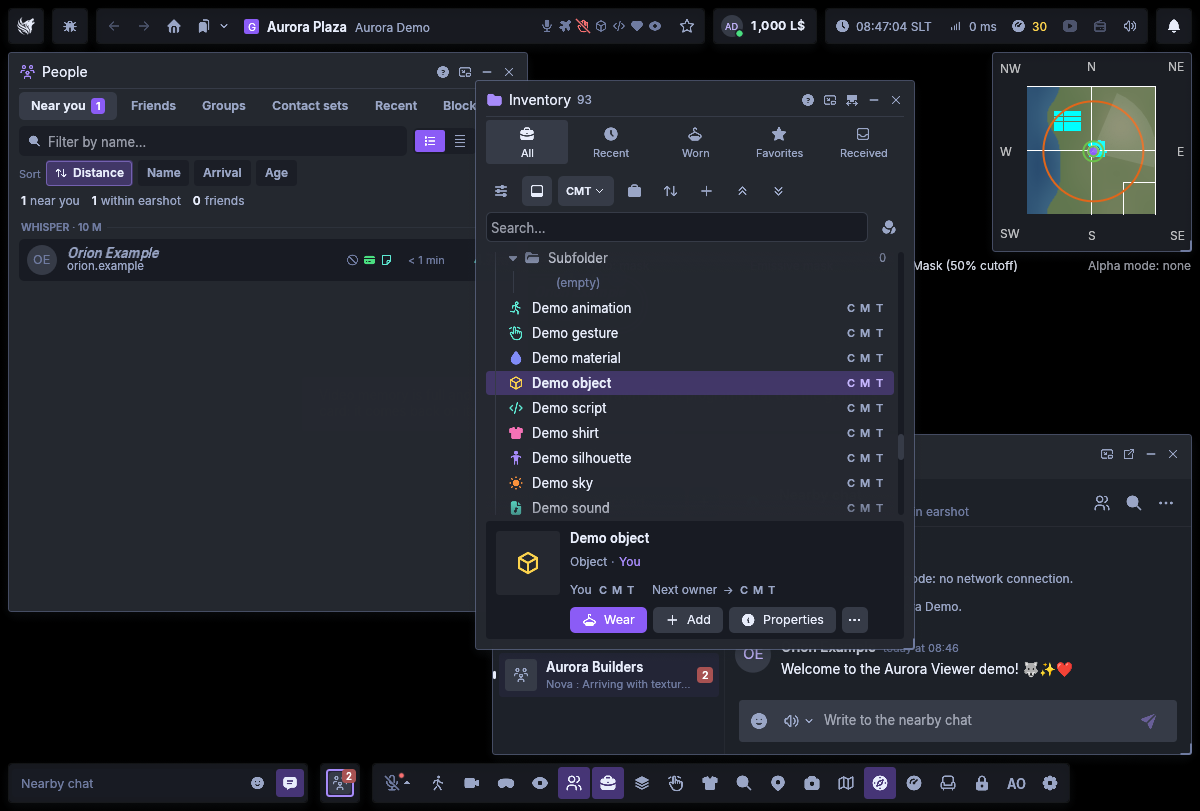 Aurora Plaza Aurora Demo
AD 1,000 L$
08:47:04 SLT 0 ms 30
People
Near you 1 Friends Groups Contact sets Recent Block
Filter by name...
Sort Distance Name Arrival Age
1 near you 1 within earshot 0 friends
WHISPER · 10 M
OE Orion Example
orion.example
< 1 min
Inventory 93
All Recent Worn Favorites Received
CMT
Search...
Subfolder 0
(empty)
Demo animation C M T
Demo gesture C M T
Demo material C M T
Demo object C M T
Demo script C M T
Demo shirt C M T
Demo silhouette C M T
Demo sky C M T
Demo sound C M T
Demo object
Object · You
You C M T Next owner → C M T
Wear Add Properties
NW N NE
W E
SW S SE
Mask (50% cutoff) Alpha mode: none
n earshot
ode: no network connection.
a Demo.
OE Orion Example today at 08:46
Welcome to the Aurora Viewer demo! 🐺✨❤️
Aurora Builders 2
Nova : Arriving with textur...
Write to the nearby chat
Nearby chat
2
AO